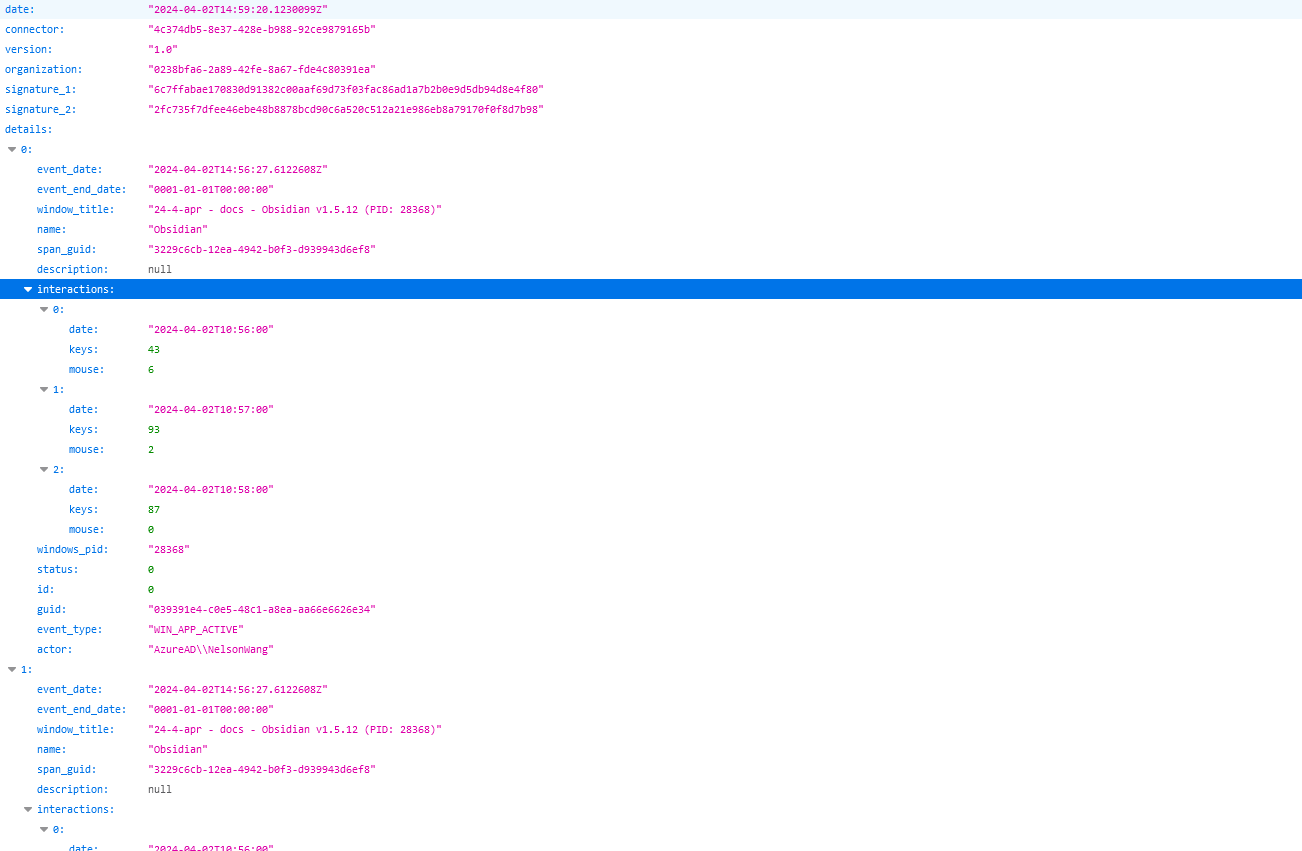 date: "2024-04-02T14:59:20.1230099Z"
connector: "4c374db5-8e37-428e-b988-92ce9879165b"
version: "1.0"
organization: "0238bfa6-2a89-42fe-8a67-fde4c80391ea"
signature_1: "6c7ffabae170830d91382c00aaf69d73f03fac86ad1a7b2b0e9d5db94d8e4f80"
signature_2: "2fc735f7dfee46ebe48b8878bcd90c6a520c512a21e986eb8a79170f0f8d7b98"
details:
0:
event_date: "2024-04-02T14:56:27.6122608Z"
event_end_date: "0001-01-01T00:00:00"
window_title: "24-4-apr - docs - Obsidian v1.5.12 (PID: 28368)"
name: "Obsidian"
span_guid: "3229c6cb-12ea-4942-b0f3-d939943d6ef8"
description: null
interactions:
0:
date: "2024-04-02T10:56:00"
keys: 43
mouse: 6
1:
date: "2024-04-02T10:57:00"
keys: 93
mouse: 2
2:
date: "2024-04-02T10:58:00"
keys: 87
mouse: 0
windows_pid: "28368"
status: 0
id: 0
guid: "039391e4-c0e5-48c1-a8ea-aa66e6626e34"
event_type: "WIN_APP_ACTIVE"
actor: "AzureAD\\NelsonWang"
1:
event_date: "2024-04-02T14:56:27.6122608Z"
event_end_date: "0001-01-01T00:00:00"
window_title: "24-4-apr - docs - Obsidian v1.5.12 (PID: 28368)"
name: "Obsidian"
span_guid: "3229c6cb-12ea-4942-b0f3-d939943d6ef8"
description: null
interactions:
0:
date: "2024-04-02T10:56:00"